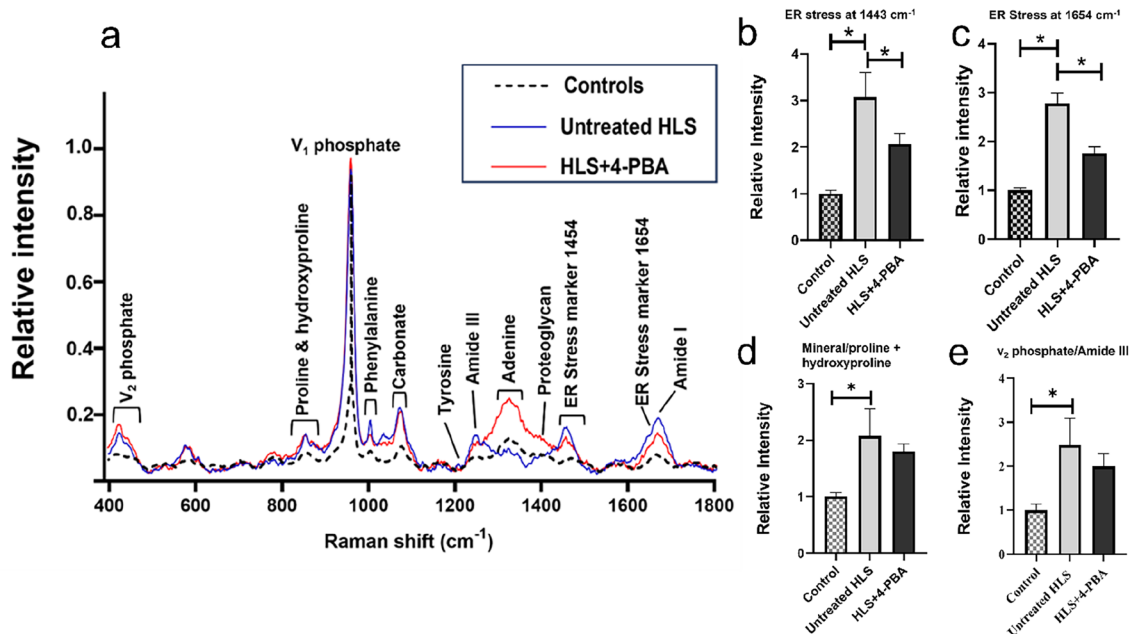 a
Relative intensity
1.0
0.8
0.6
0.4
0.2
400
600
800
1000
1200
1400
1600
1800
Raman shift (cm⁻¹)
Controls
Untreated HLS
HLS+4-PBA
V₂ phosphate
Proline & hydroxyproline
V₁ phosphate
Phenylalanine
Carbonate
Tyrosine
Amide III
Adenine
Proteoglycan
ER Stress marker 1454
ER Stress marker 1654
Amide I
b
ER stress at 1443 cm⁻¹
Relative Intensity
4
3
2
1
0
*
*
Control
Untreated HLS
HLS+4-PBA
c
ER Stress at 1654 cm⁻¹
Relative intensity
4
3
2
1
0
*
*
Control
Untreated HLS
HLS+4-PBA
d
Mineral/proline +
hydroxyproline
Relative Intensity
3
2
1
0
*
Control
Untreated HLS
HLS+4-PBA
e
v₂ phosphate/Amide III
Relative Intensity
4
3
2
1
0
*
Control
Untreated HLS
HLS+4-PBA